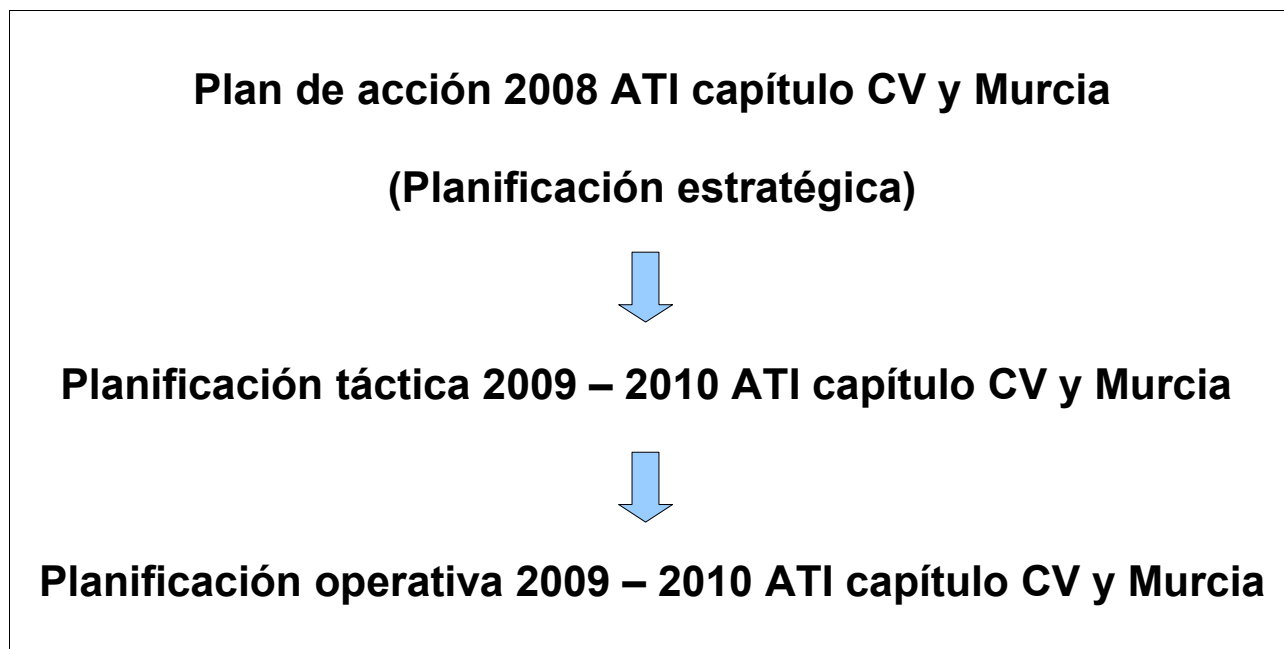 Plan de acción 2008 ATI capítulo CV y Murcia
(Planificación estratégica)
Planificación táctica 2009 – 2010 ATI capítulo CV y Murcia
Planificación operativa 2009 – 2010 ATI capítulo CV y Murcia